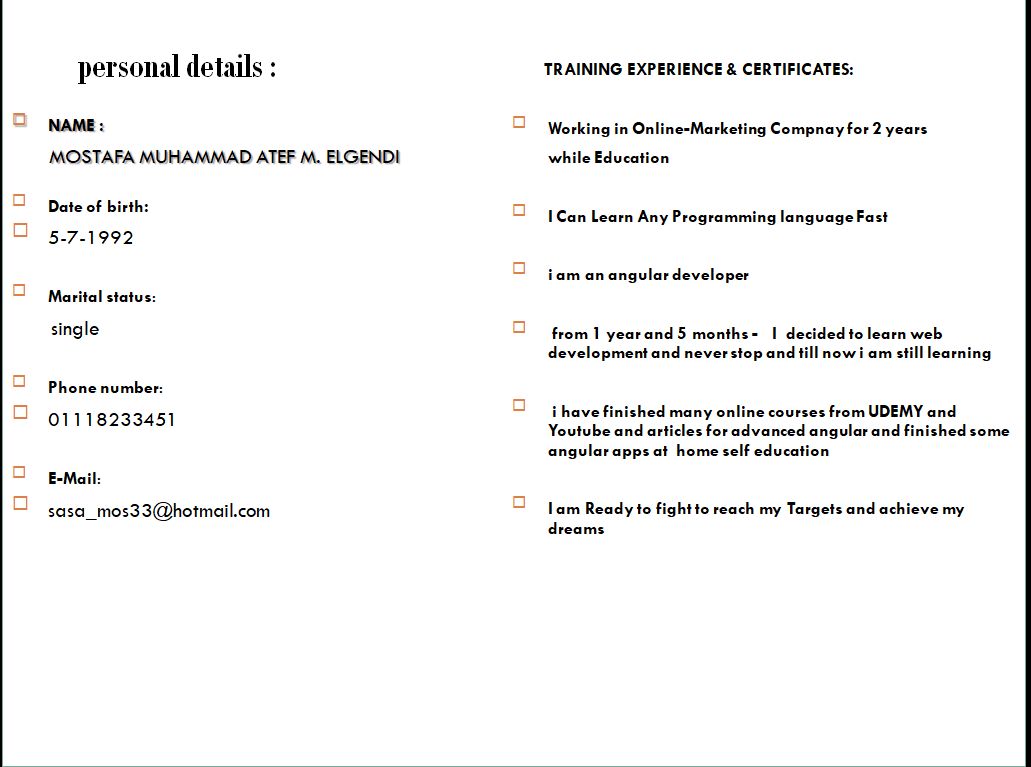 personal details :
NAME :
MOSTAFA MUHAMMAD ATEF M. ELGENDI
Date of birth:
5-7-1992
Marital status:
single
Phone number:
01118233451
E-Mail:
sasa_mos33@hotmail.com
TRAINING EXPERIENCE & CERTIFICATES:
Working in Online-Marketing Compnay for 2 years
while Education
I Can Learn Any Programming language Fast
i am an angular developer
from 1 year and 5 months - I decided to learn web
development and never stop and till now i am still learning
i have finished many online courses from UDEMY and
Youtube and articles for advanced angular and finished some
angular apps at home self education
I am Ready to fight to reach my Targets and achieve my
dreams